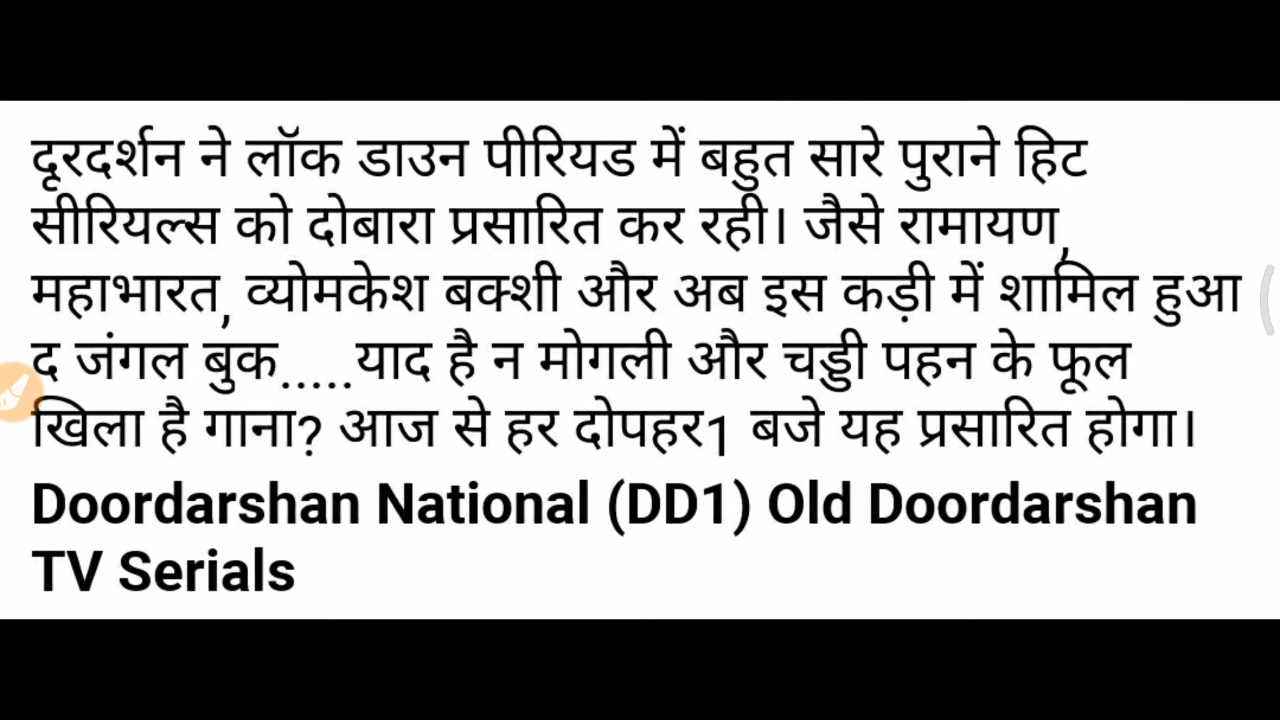 दूरदर्शन ने लॉक डाउन पीरियड में बहुत सारे पुराने हिट
सीरियल्स को दोबारा प्रसारित कर रही। जैसे रामायण,
महाभारत, व्योमकेश बक्शी और अब इस कड़ी में शामिल हुआ
द जंगल बुक.....याद है न मोगली और चड्डी पहन के फूल
खिला है गाना? आज से हर दोपहर1 बजे यह प्रसारित होगा।
Doordarshan National (DD1) Old Doordarshan
TV Serials